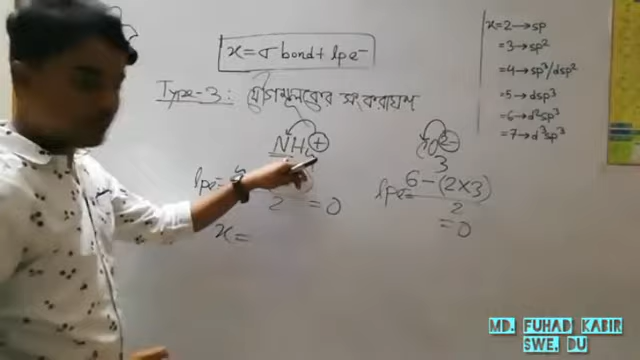 x = σ bond + lpe⁻
Type-3: যৌগমূলকের সংকরায়ণ
x=2→sp
=3→sp²
=4→sp³/dsp²
=5→dsp³
=6→d²sp³
=7→d³sp³
NH ⊕
lpe=
2 = 0
x =
3
lpe= 6-(2×3)
2
= 0
MD. FUHAD KABIR
SWE, DU